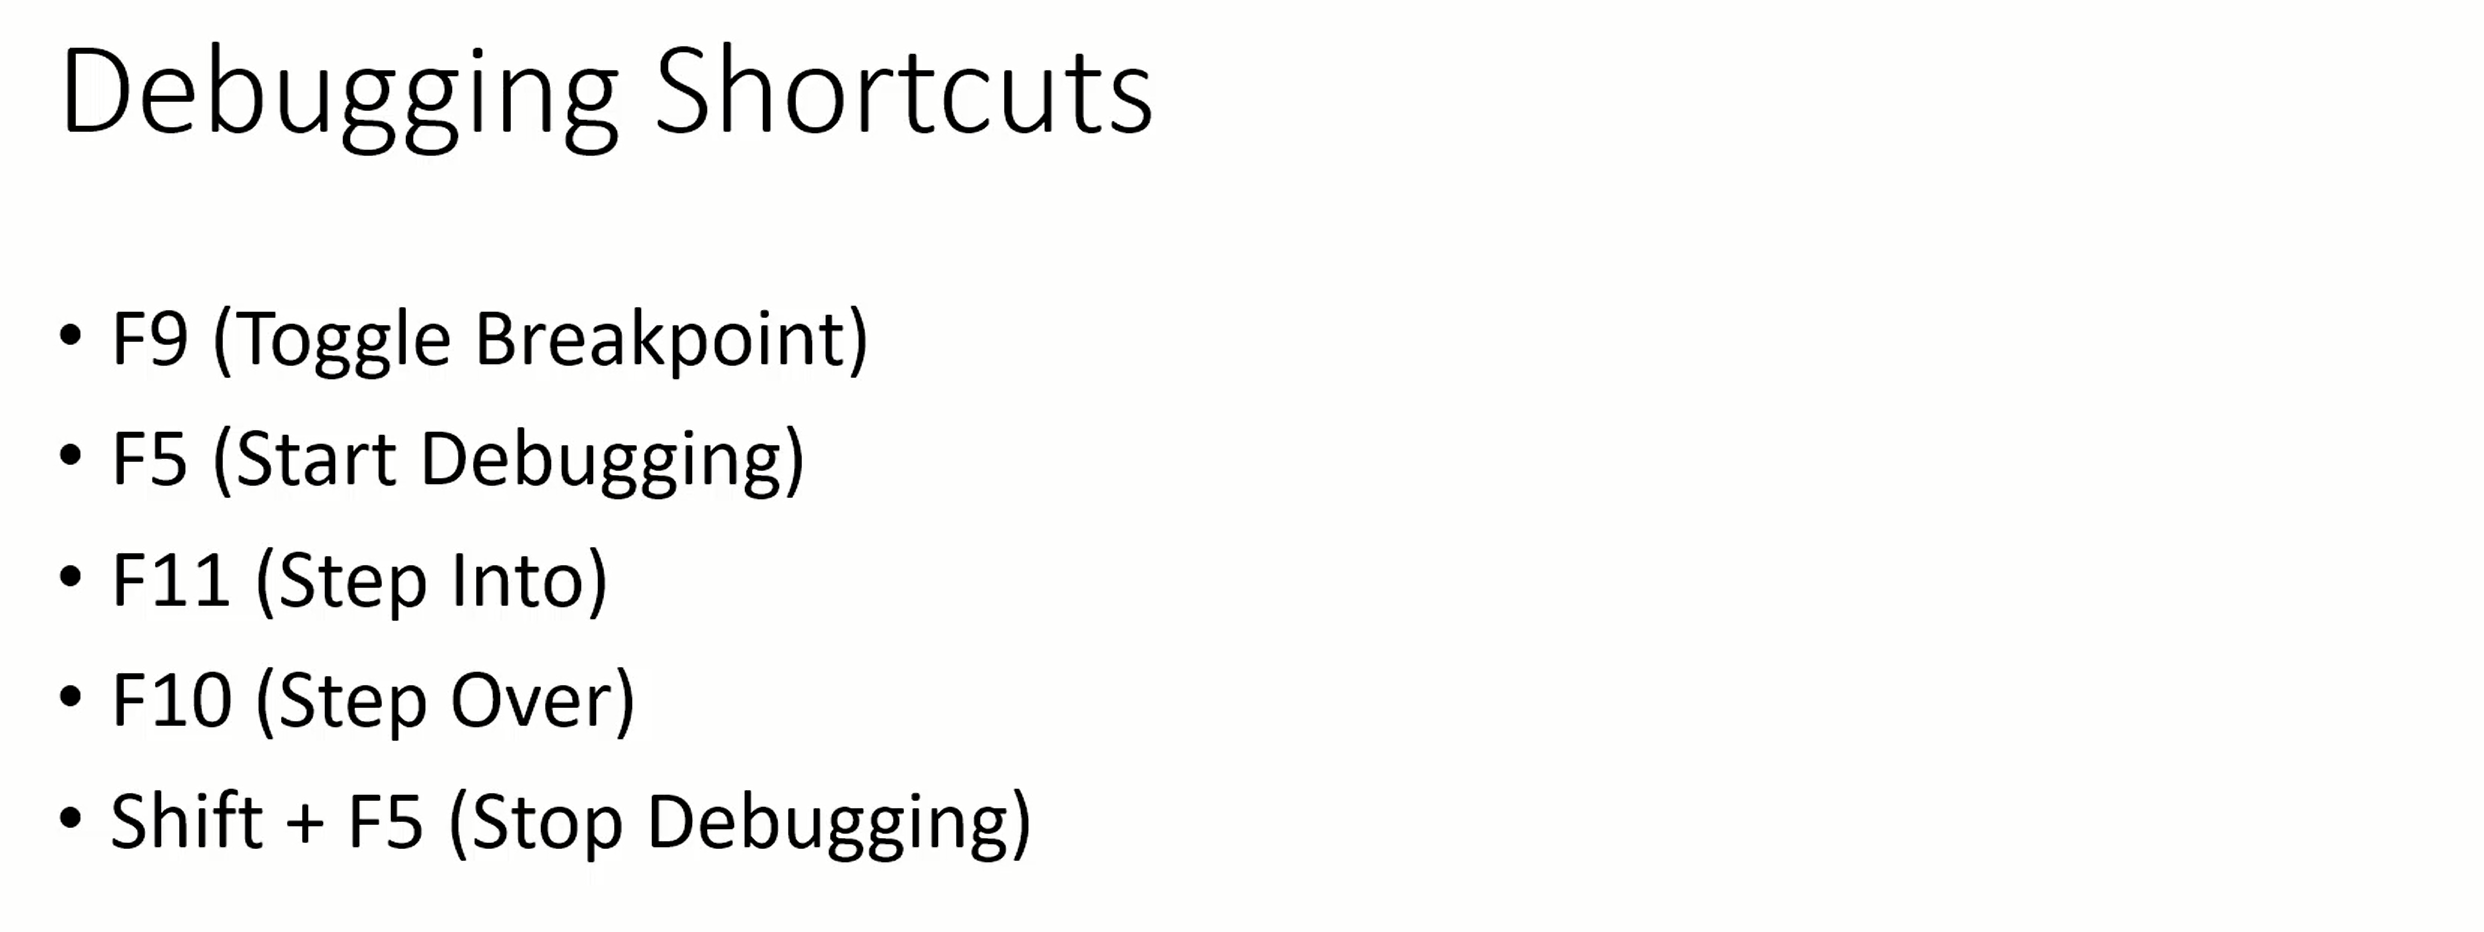 Debugging Shortcuts
• F9 (Toggle Breakpoint)
• F5 (Start Debugging)
• F11 (Step Into)
• F10 (Step Over)
• Shift + F5 (Stop Debugging)